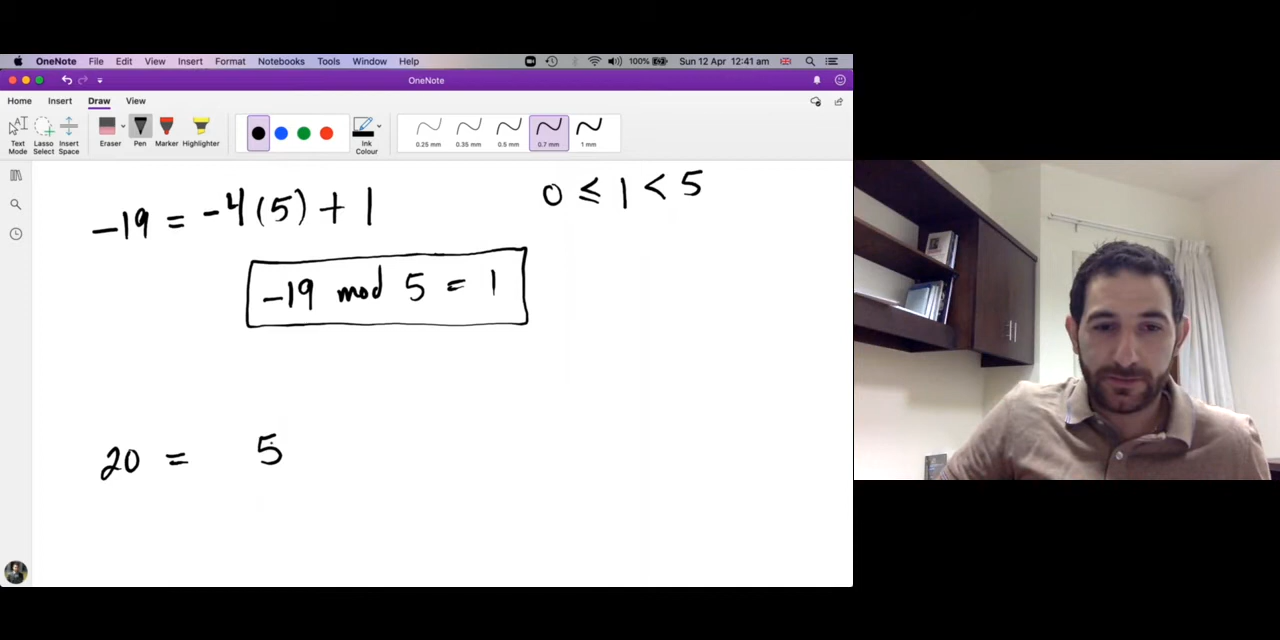 OneNote File Edit View Insert Format Notebooks Tools Window Help 100% Sun 12 Apr 12:41 am
OneNote
Home Insert Draw View
Text Mode Lasso Select Insert Space Eraser Pen Marker Highlighter Ink Colour 0.25 mm 0.35 mm 0.5 mm 0.7 mm 1 mm
-19 = -4(5) + 1 0 ≤ 1 < 5
-19 mod 5 = 1
20 = 5